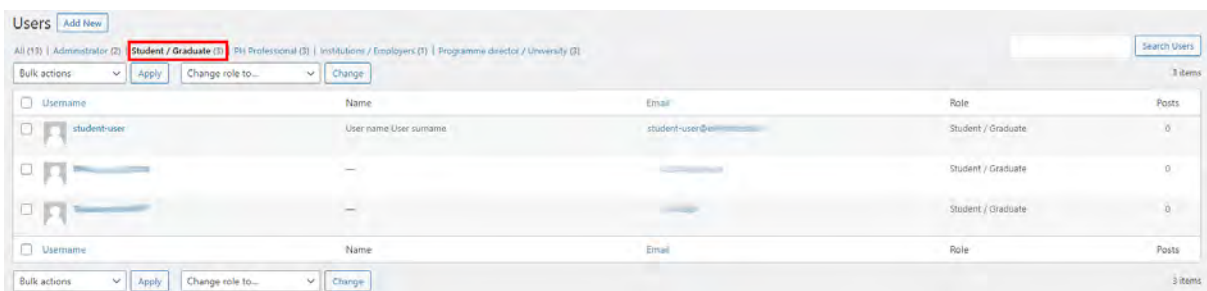 Users Add New
All (13) | Administrator (2) | Student / Graduate (3) | PH Professional (3) | Institutions / Employers (3) | Programme director / University (3)
Search Users
Bulk actions Apply Change role to... Change 3 items
Username Name Email Role Posts
student-user User name User surname student-user@ Student / Graduate 0
— Student / Graduate 0
— Student / Graduate 0
Username Name Email Role Posts
Bulk actions Apply Change role to... Change 3 items